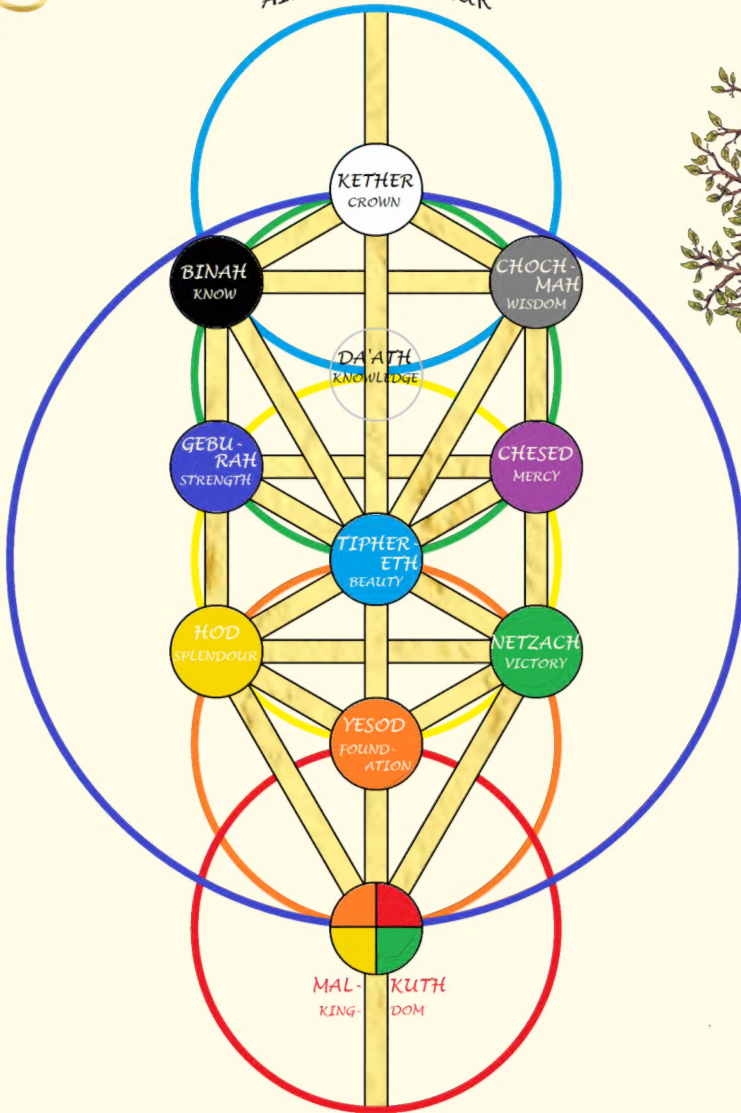 KETHER
CROWN
BINAH
KNOW
CHOCH-
MAH
WISDOM
DA'ATH
KNOWLEDGE
GEBU-
RAH
STRENGTH
CHESED
MERCY
TIPHER-
ETH
BEAUTY
HOD
SPLENDOUR
NETZACH
VICTORY
YESOD
FOUND-
ATION
MAL- KUTH
KING- DOM